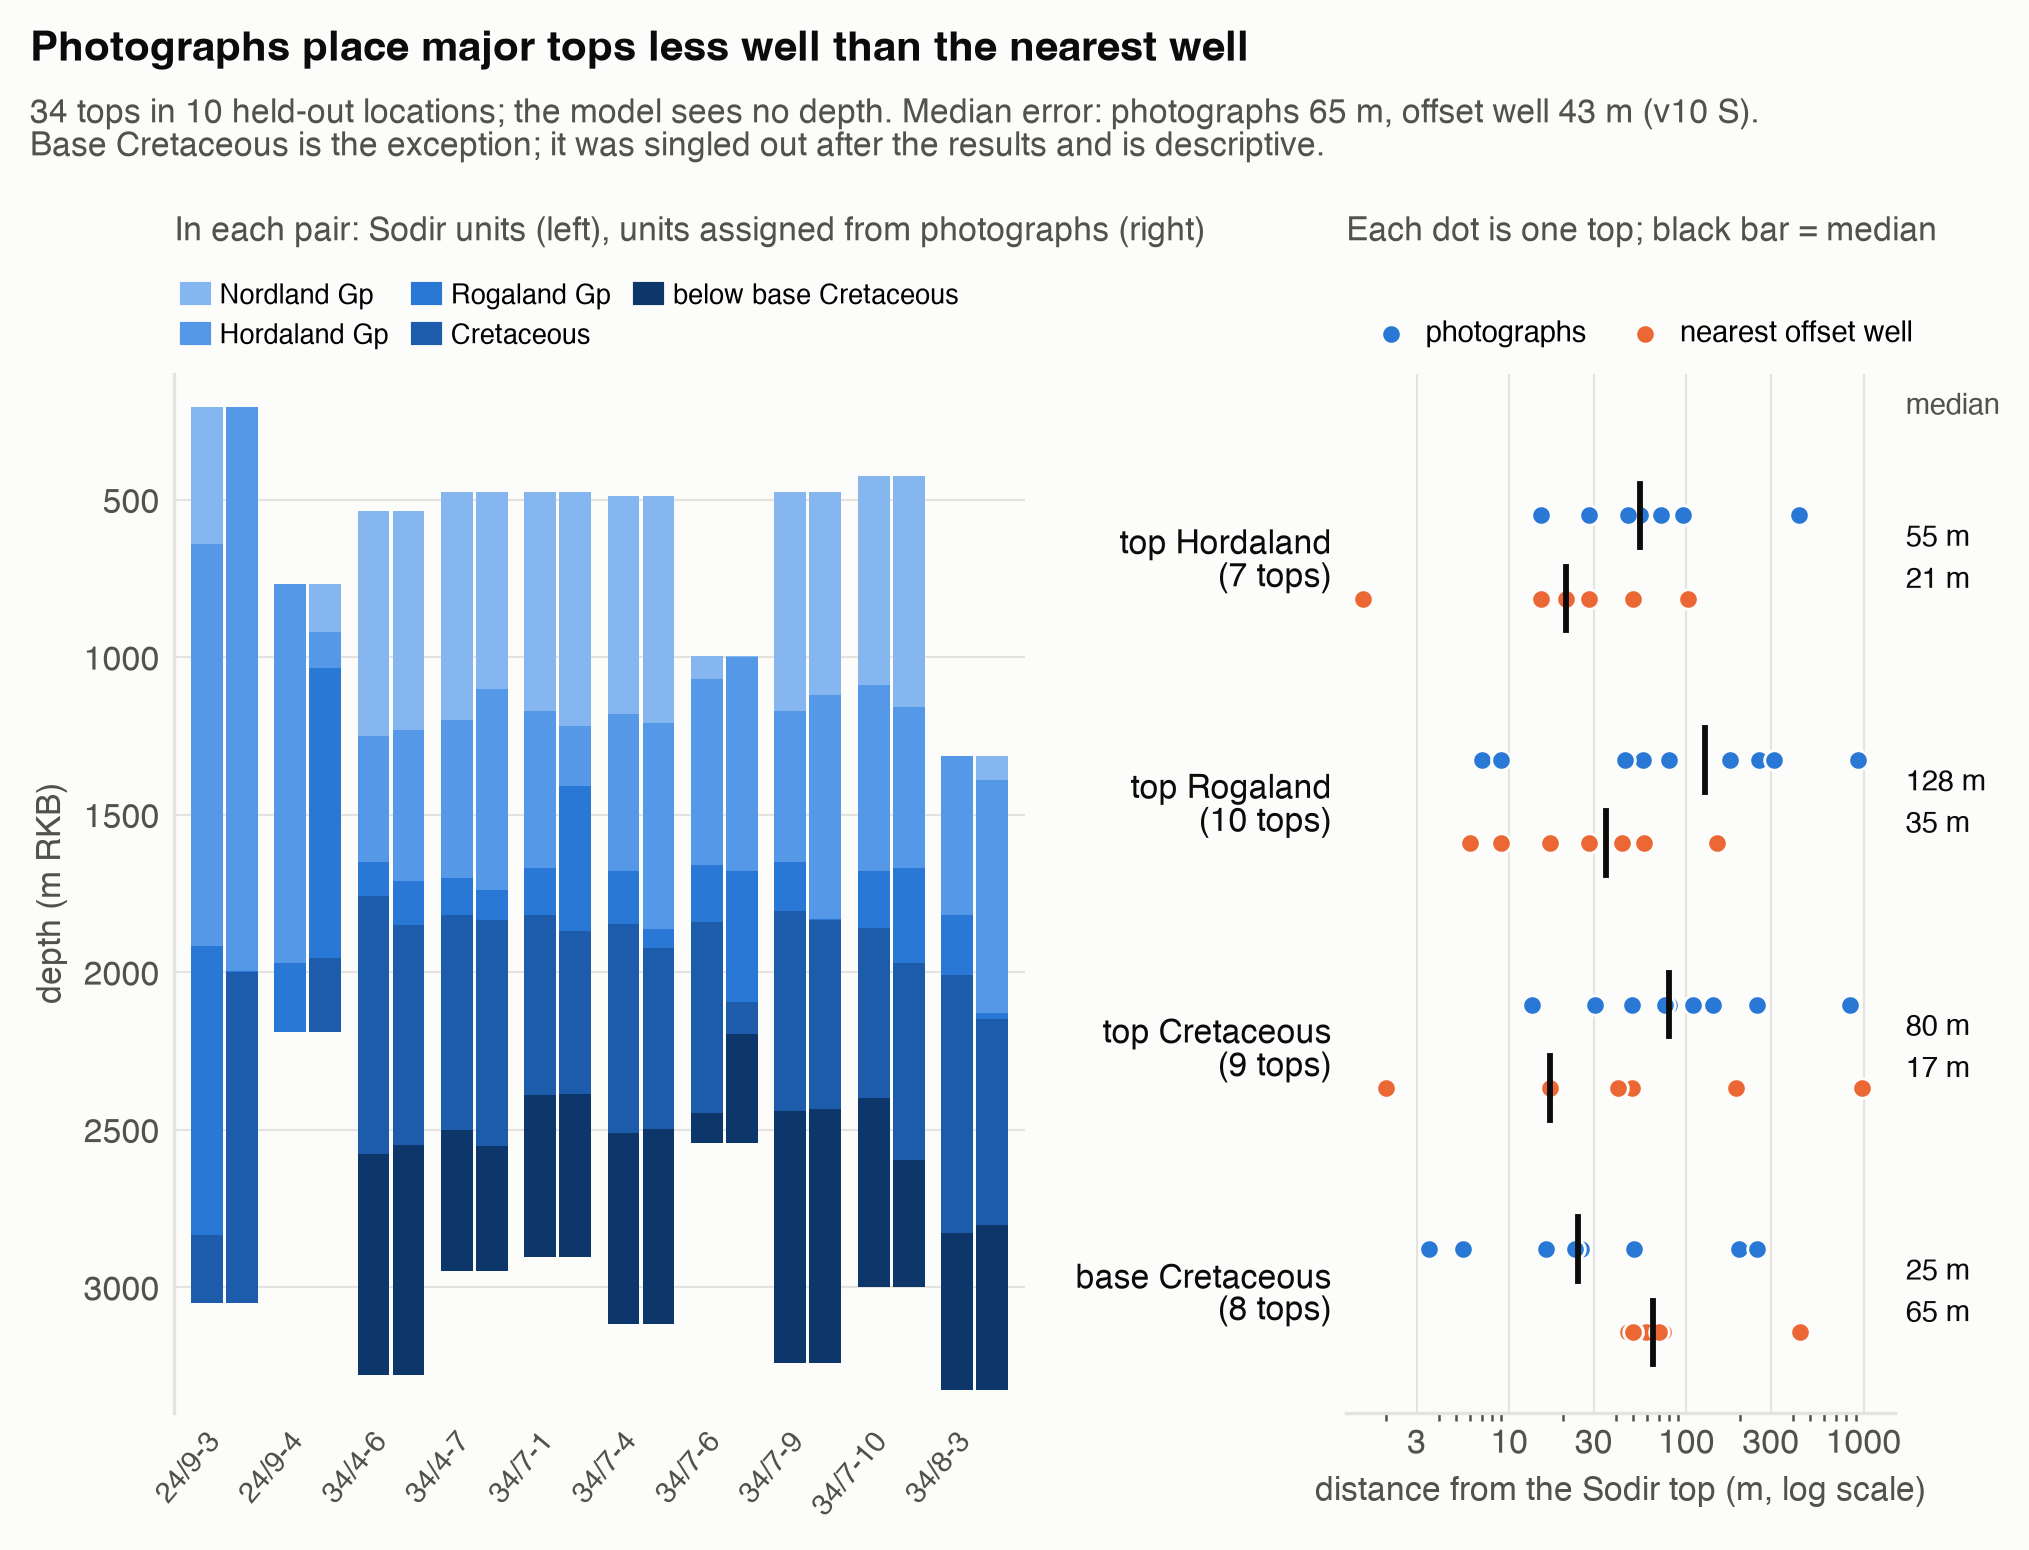 Photographs place major tops less well than the nearest well
34 tops in 10 held-out locations; the model sees no depth. Median error: photographs 65 m, offset well 43 m (v10 S).
Base Cretaceous is the exception; it was singled out after the results and is descriptive.
In each pair: Sodir units (left), units assigned from photographs (right)
Nordland Gp
Rogaland Gp
below base Cretaceous
Hordaland Gp
Cretaceous
depth (m RKB)
500
1000
1500
2000
2500
3000
24/9-3
24/9-4
34/4-6
34/4-7
34/7-1
34/7-4
34/7-6
34/7-9
34/7-10
34/8-3
Each dot is one top; black bar = median
photographs
nearest offset well
median
top Hordaland
(7 tops)
55 m
21 m
top Rogaland
(10 tops)
128 m
35 m
top Cretaceous
(9 tops)
80 m
17 m
base Cretaceous
(8 tops)
25 m
65 m
3
10
30
100
300
1000
distance from the Sodir top (m, log scale)